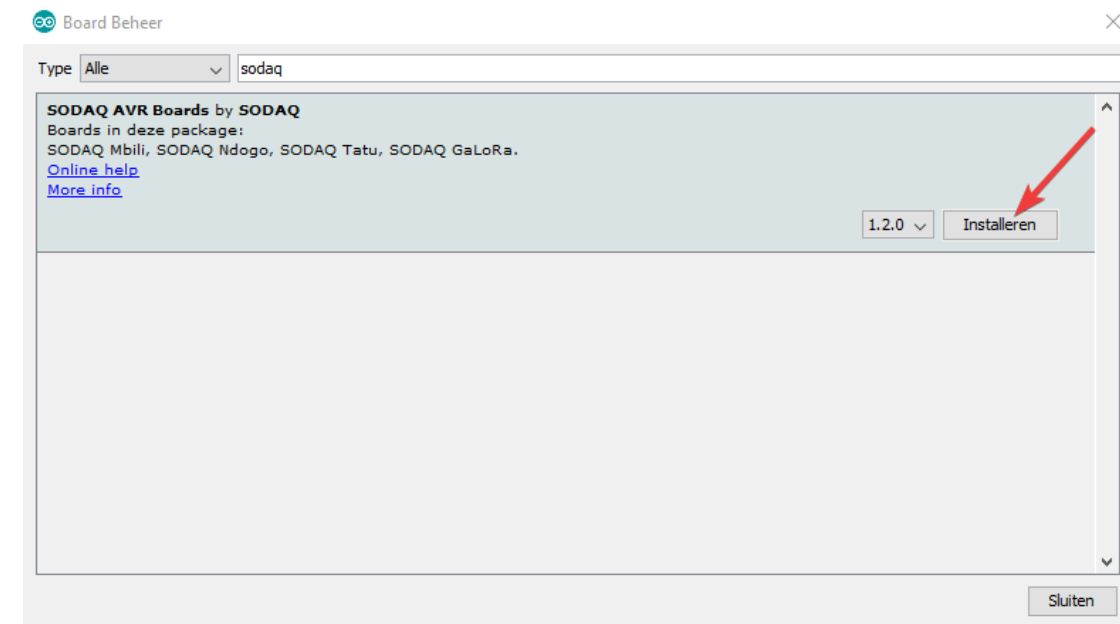 Board Beheer
Type Alle sodaq
SODAQ AVR Boards by SODAQ
Boards in deze package:
SODAQ Mbili, SODAQ Ndogo, SODAQ Tatu, SODAQ GaLoRa.
Online help
More info
1.2.0 Installeren
Sluiten